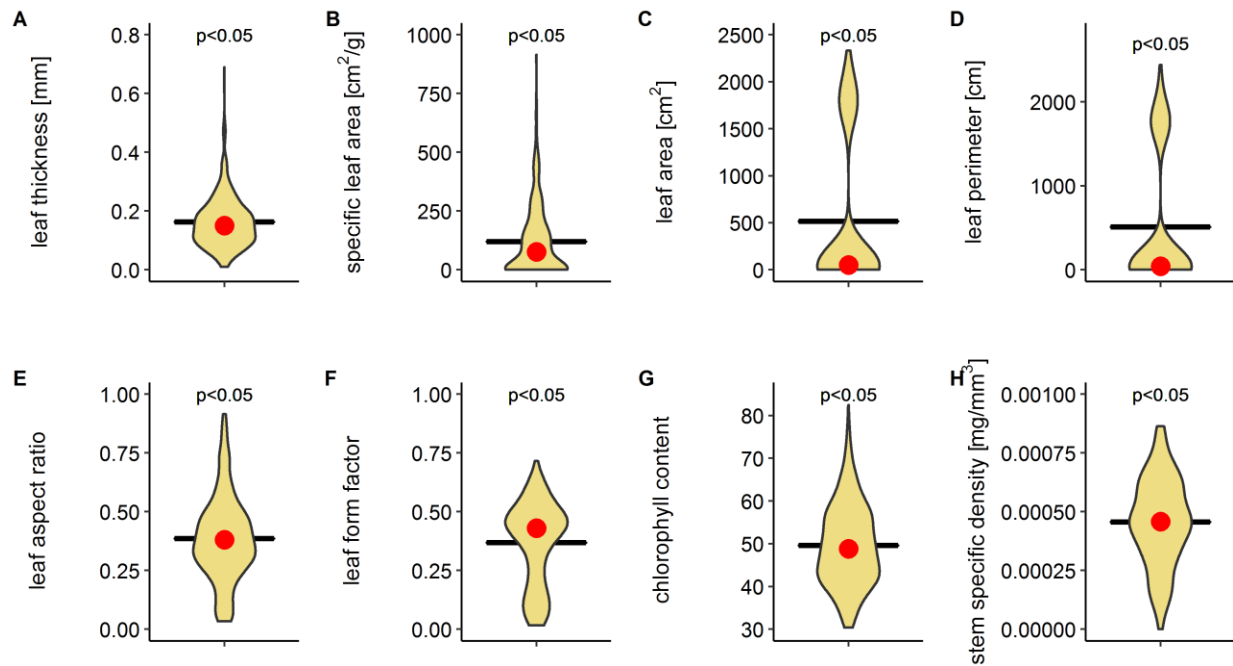 A
leaf thickness [mm]
0.8
0.6
0.4
0.2
0.0
p<0.05
B
specific leaf area [cm²/g]
1000
750
500
250
0
p<0.05
C
leaf area [cm²]
2500
2000
1500
1000
500
0
p<0.05
D
leaf perimeter [cm]
2000
1000
0
p<0.05
E
leaf aspect ratio
1.00
0.75
0.50
0.25
0.00
p<0.05
F
leaf form factor
1.00
0.75
0.50
0.25
0.00
p<0.05
G
chlorophyll content
80
70
60
50
40
30
p<0.05
H
stem specific density [mg/mm³]
0.00100
0.00075
0.00050
0.00025
0.00000
p<0.05